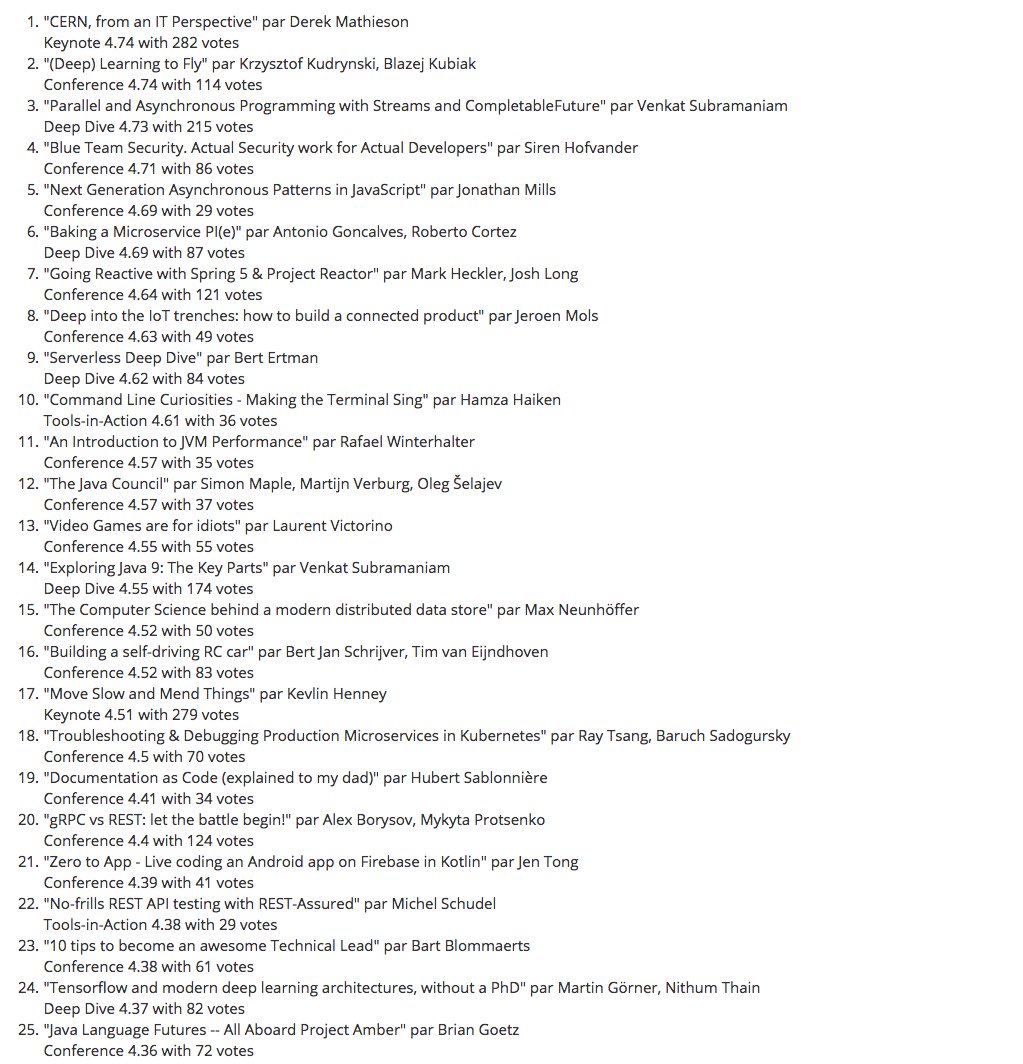 1. "CERN, from an IT Perspective" par Derek Mathieson
Keynote 4.74 with 282 votes
2. "(Deep) Learning to Fly" par Krzysztof Kudrynski, Blazej Kubiak
Conference 4.74 with 114 votes
3. "Parallel and Asynchronous Programming with Streams and CompletableFuture" par Venkat Subramaniam
Deep Dive 4.73 with 215 votes
4. "Blue Team Security. Actual Security work for Actual Developers" par Siren Hofvander
Conference 4.71 with 86 votes
5. "Next Generation Asynchronous Patterns in JavaScript" par Jonathan Mills
Conference 4.69 with 29 votes
6. "Baking a Microservice PI(e)" par Antonio Goncalves, Roberto Cortez
Deep Dive 4.69 with 87 votes
7. "Going Reactive with Spring 5 & Project Reactor" par Mark Heckler, Josh Long
Conference 4.64 with 121 votes
8. "Deep into the IoT trenches: how to build a connected product" par Jeroen Mols
Conference 4.63 with 49 votes
9. "Serverless Deep Dive" par Bert Ertman
Deep Dive 4.62 with 84 votes
10. "Command Line Curiosities - Making the Terminal Sing" par Hamza Haiken
Tools-in-Action 4.61 with 36 votes
11. "An Introduction to JVM Performance" par Rafael Winterhalter
Conference 4.57 with 35 votes
12. "The Java Council" par Simon Maple, Martijn Verburg, Oleg Šelajev
Conference 4.57 with 37 votes
13. "Video Games are for idiots" par Laurent Victorino
Conference 4.55 with 55 votes
14. "Exploring Java 9: The Key Parts" par Venkat Subramaniam
Deep Dive 4.55 with 174 votes
15. "The Computer Science behind a modern distributed data store" par Max Neunhöffer
Conference 4.52 with 50 votes
16. "Building a self-driving RC car" par Bert Jan Schrijver, Tim van Eijndhoven
Conference 4.52 with 83 votes
17. "Move Slow and Mend Things" par Kevlin Henney
Keynote 4.51 with 279 votes
18. "Troubleshooting & Debugging Production Microservices in Kubernetes" par Ray Tsang, Baruch Sadogursky
Conference 4.5 with 70 votes
19. "Documentation as Code (explained to my dad)" par Hubert Sablonnière
Conference 4.41 with 34 votes
20. "gRPC vs REST: let the battle begin!" par Alex Borysov, Mykyta Protsenko
Conference 4.4 with 124 votes
21. "Zero to App - Live coding an Android app on Firebase in Kotlin" par Jen Tong
Conference 4.39 with 41 votes
22. "No-frills REST API testing with REST-Assured" par Michel Schudel
Tools-in-Action 4.38 with 29 votes
23. "10 tips to become an awesome Technical Lead" par Bart Blommaerts
Conference 4.38 with 61 votes
24. "Tensorflow and modern deep learning architectures, without a PhD" par Martin Görner, Nithum Thain
Deep Dive 4.37 with 82 votes
25. "Java Language Futures -- All Aboard Project Amber" par Brian Goetz
Conference 4.36 with 72 votes